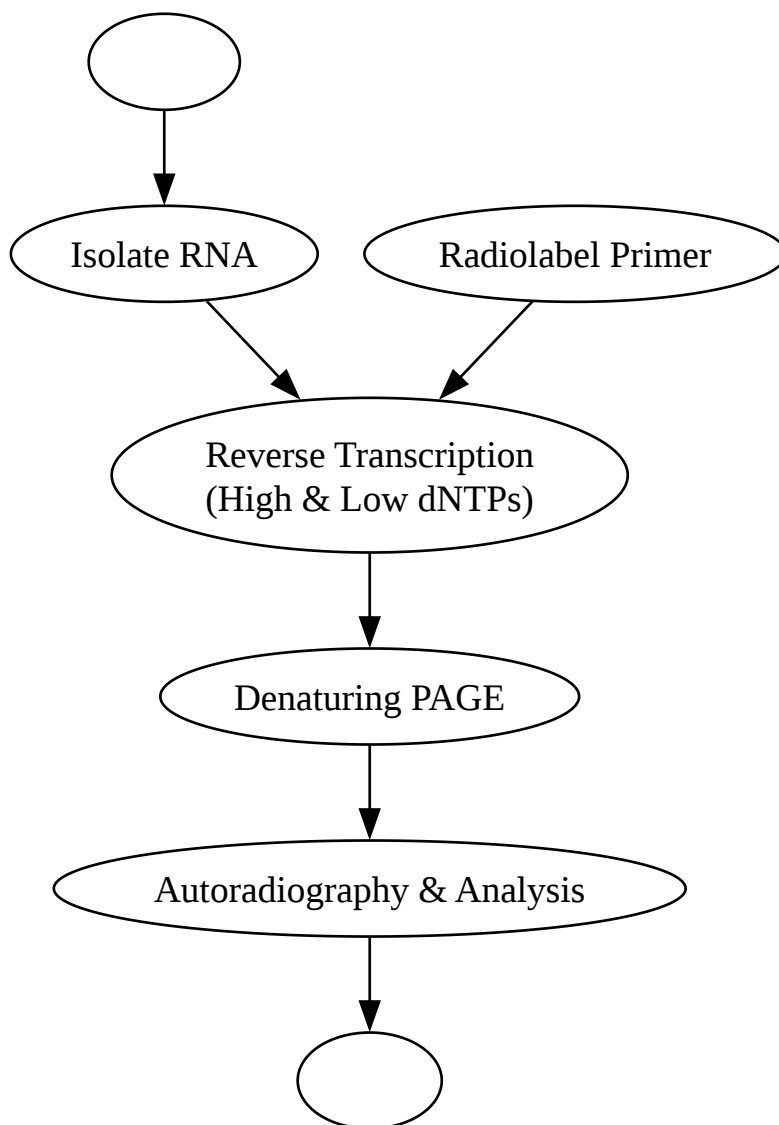 Isolate RNA
Radiolabel Primer
Reverse Transcription
(High & Low dNTPs)
Denaturing PAGE
Autoradiography & Analysis